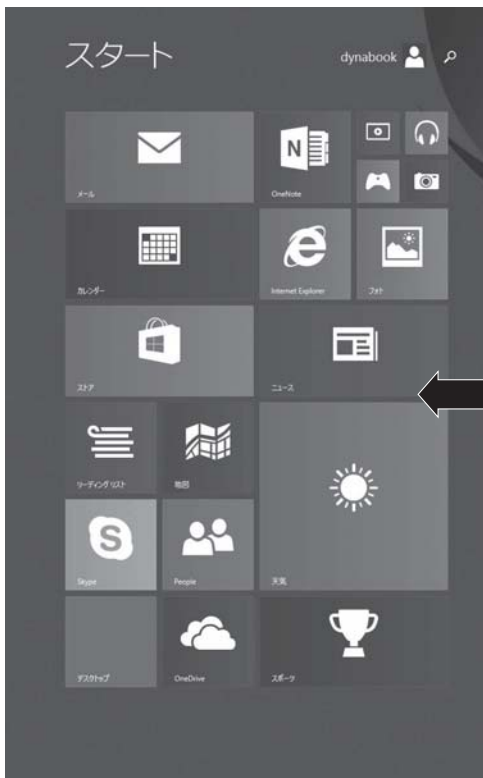 スタート
dynabook
メール
OneNote
カレンダー
Internet Explorer
フォト
ストア
ニュース
リーディング リスト
地図
Skype
People
天気
デスクトップ
OneDrive
スポーツ